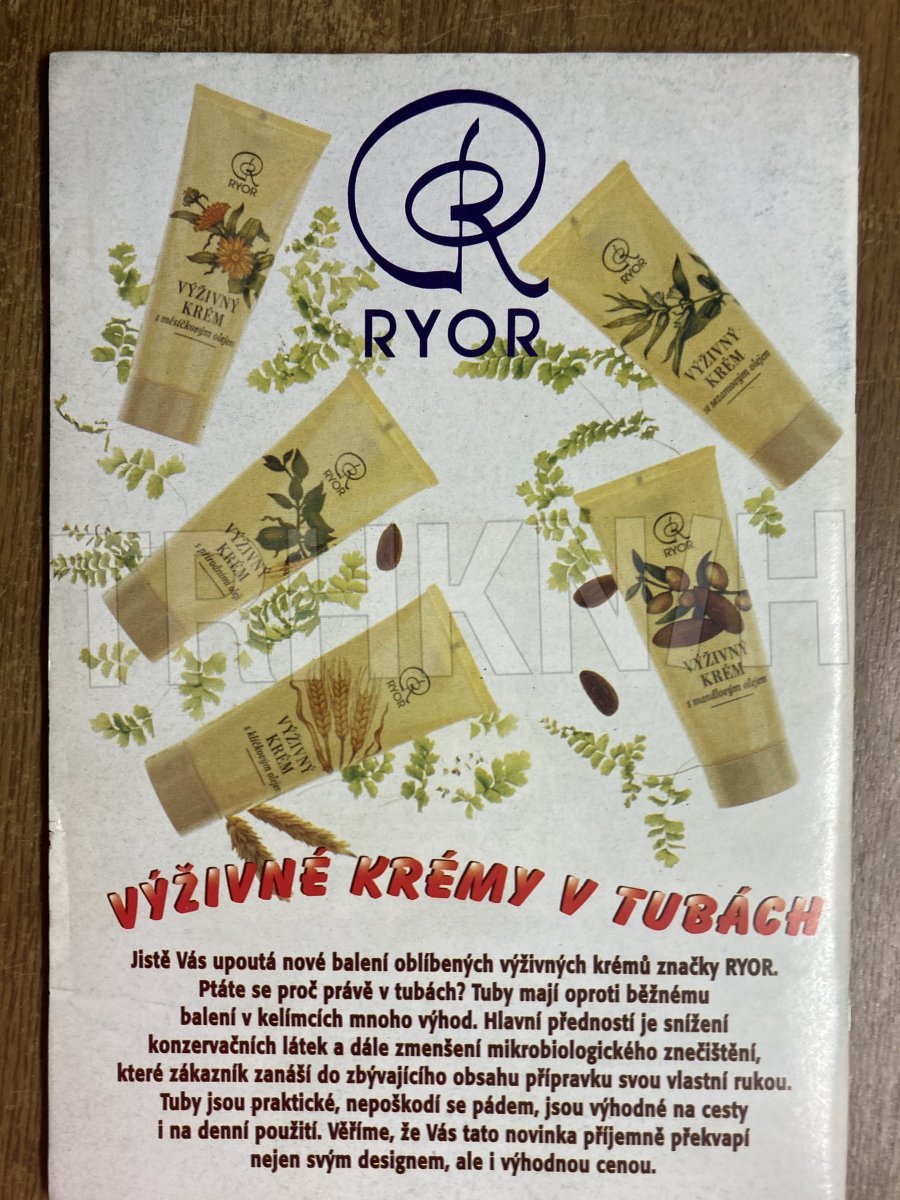 RYOR
RYOR
VÝŽIVNÝ
KRÉM
s měsíčkovým olejem
RYOR
VÝŽIVNÝ
KRÉM
se sezamovým olejem
RYOR
VÝŽIVNÝ
KRÉM
s přírodními oleji
RYOR
VÝŽIVNÝ
KRÉM
s mandlovým olejem
RYOR
VÝŽIVNÝ
KRÉM
s klíčkovým olejem
TRHKNIH
VÝŽIVNÉ KRÉMY V TUBÁCH
Jistě Vás upoutá nové balení oblíbených výživných krémů značky RYOR.
Ptáte se proč právě v tubách? Tuby mají oproti běžnému
balení v kelímcích mnoho výhod. Hlavní předností je snížení
konzervačních látek a dále zmenšení mikrobiologického znečištění,
které zákazník zanáší do zbývajícího obsahu přípravku svou vlastní rukou.
Tuby jsou praktické, nepoškodí se pádem, jsou výhodné na cesty
i na denní použití. Věříme, že Vás tato novinka příjemně překvapí
nejen svým designem, ale i výhodnou cenou.